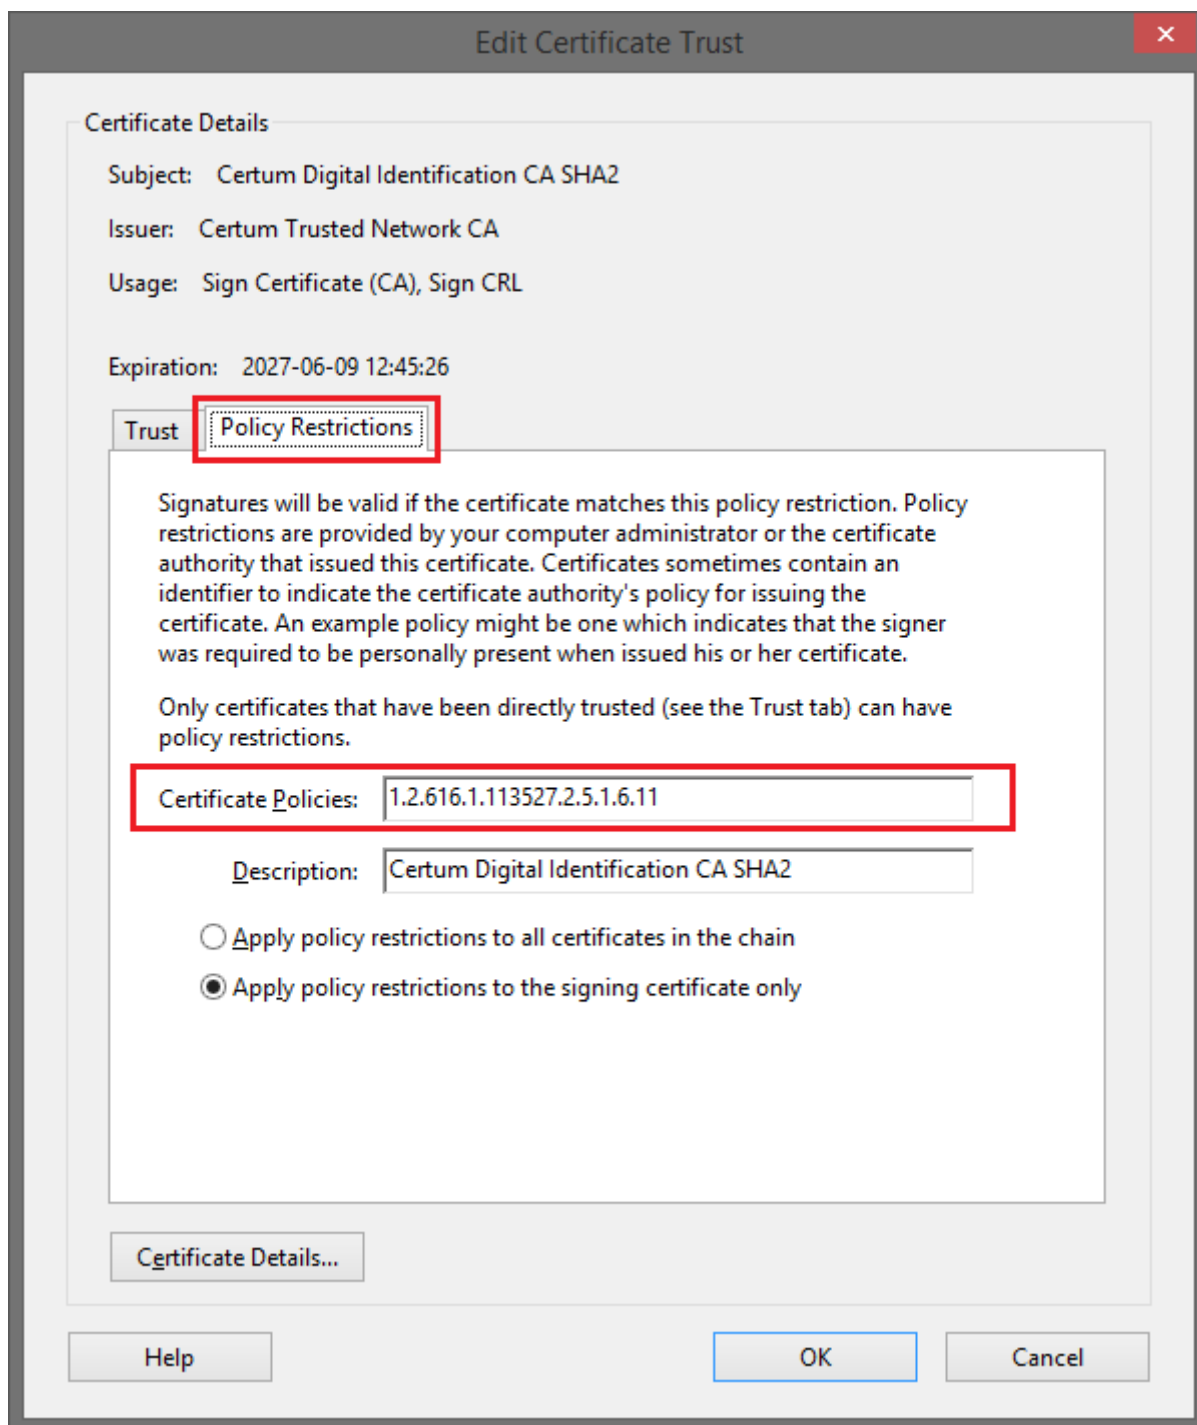 Edit Certificate Trust
Certificate Details
Subject: Certum Digital Identification CA SHA2
Issuer: Certum Trusted Network CA
Usage: Sign Certificate (CA), Sign CRL
Expiration: 2027-06-09 12:45:26
Trust Policy Restrictions
Signatures will be valid if the certificate matches this policy restriction. Policy
restrictions are provided by your computer administrator or the certificate
authority that issued this certificate. Certificates sometimes contain an
identifier to indicate the certificate authority's policy for issuing the
certificate. An example policy might be one which indicates that the signer
was required to be personally present when issued his or her certificate.
Only certificates that have been directly trusted (see the Trust tab) can have
policy restrictions.
Certificate Policies: 1.2.616.1.113527.2.5.1.6.11
Description: Certum Digital Identification CA SHA2
Apply policy restrictions to all certificates in the chain
Apply policy restrictions to the signing certificate only
Certificate Details...
Help OK Cancel